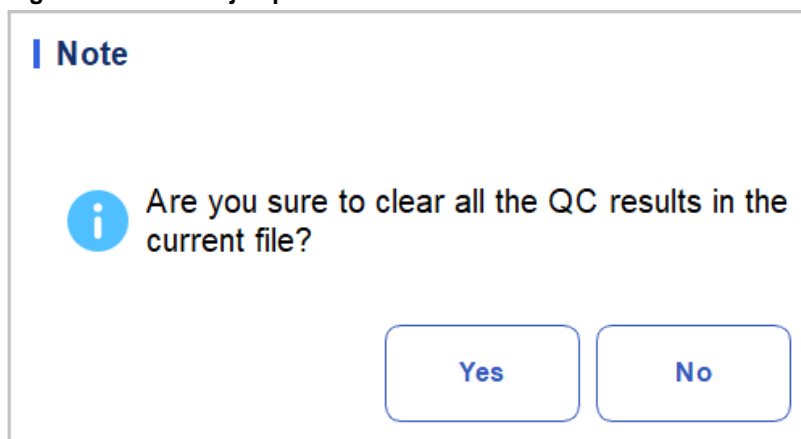 Note
Are you sure to clear all the QC results in the
current file?
Yes
No